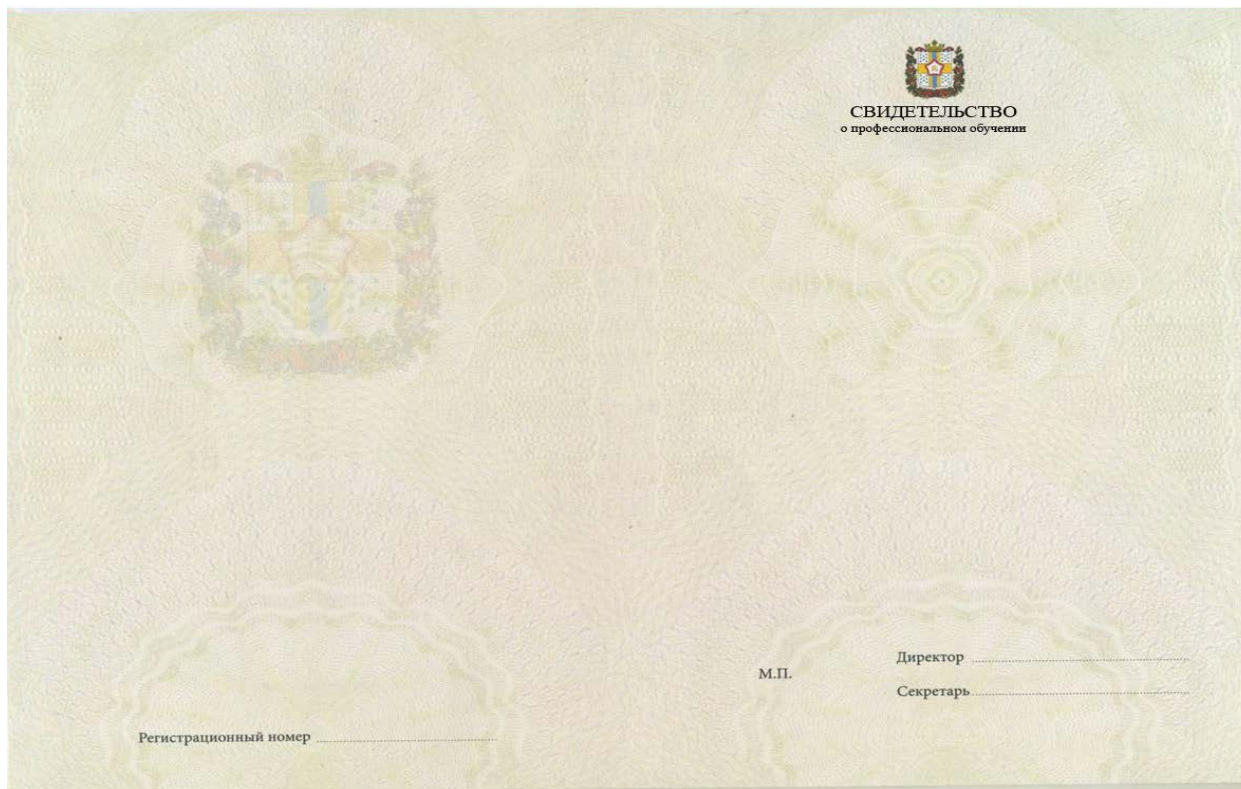 СВИДЕТЕЛЬСТВО
о профессиональном обучении
Директор
М.П.
Секретарь
Регистрационный номер